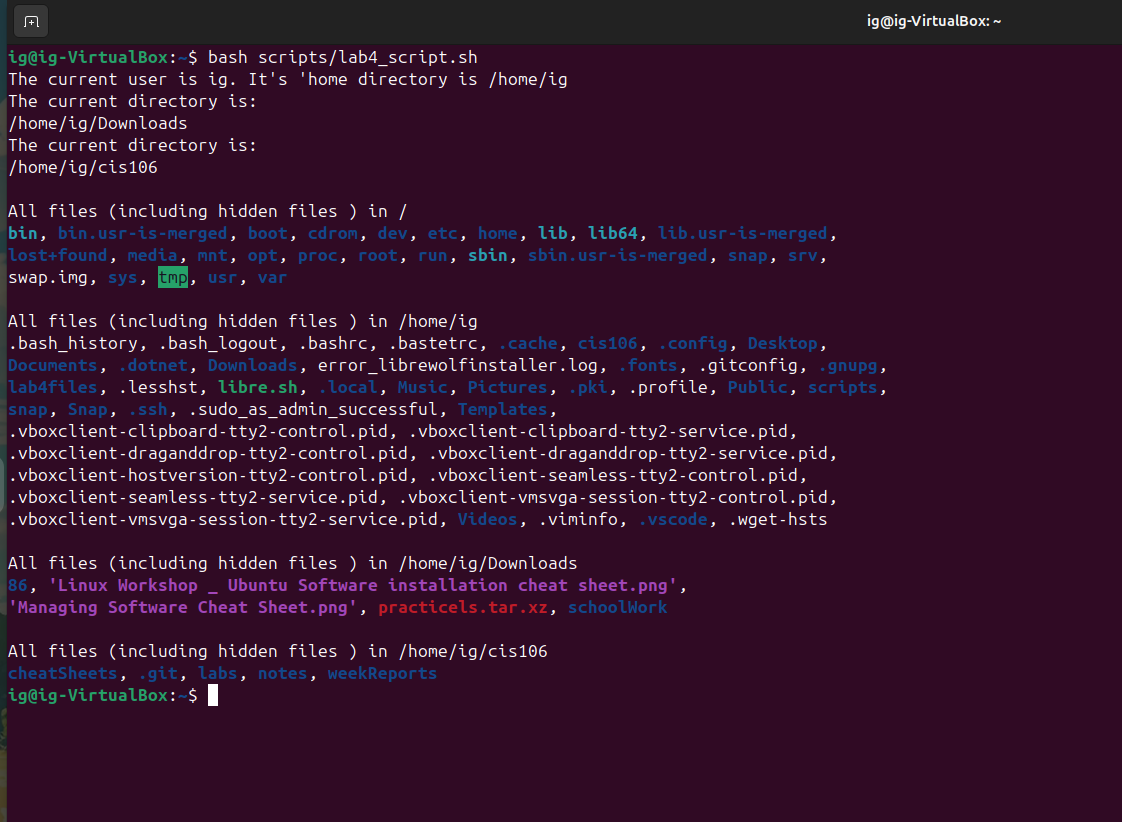 ig@ig-VirtualBox: ~
ig@ig-VirtualBox:~$ bash scripts/lab4_script.sh
The current user is ig. It's 'home directory is /home/ig
The current directory is:
/home/ig/Downloads
The current directory is:
/home/ig/cis106
All files (including hidden files ) in /
bin, bin.usr-is-merged, boot, cdrom, dev, etc, home, lib, lib64, lib.usr-is-merged,
lost+found, media, mnt, opt, proc, root, run, sbin, sbin.usr-is-merged, snap, srv,
swap.img, sys, tmp, usr, var
All files (including hidden files ) in /home/ig
.bash_history, .bash_logout, .bashrc, .bastetrc, .cache, cis106, .config, Desktop,
Documents, .dotnet, Downloads, error_librewolfinstaller.log, .fonts, .gitconfig, .gnupg,
lab4files, .lesshst, libre.sh, .local, Music, Pictures, .pki, .profile, Public, scripts,
snap, Snap, .ssh, .sudo_as_admin_successful, Templates,
.vboxclient-clipboard-tty2-control.pid, .vboxclient-clipboard-tty2-service.pid,
.vboxclient-draganddrop-tty2-control.pid, .vboxclient-draganddrop-tty2-service.pid,
.vboxclient-hostversion-tty2-control.pid, .vboxclient-seamless-tty2-control.pid,
.vboxclient-seamless-tty2-service.pid, .vboxclient-vmsvga-session-tty2-control.pid,
.vboxclient-vmsvga-session-tty2-service.pid, Videos, .viminfo, .vscode, .wget-hsts
All files (including hidden files ) in /home/ig/Downloads
86, 'Linux Workshop _ Ubuntu Software installation cheat sheet.png',
'Managing Software Cheat Sheet.png', practicels.tar.xz, schoolWork
All files (including hidden files ) in /home/ig/cis106
cheatSheets, .git, labs, notes, weekReports
ig@ig-VirtualBox:~$